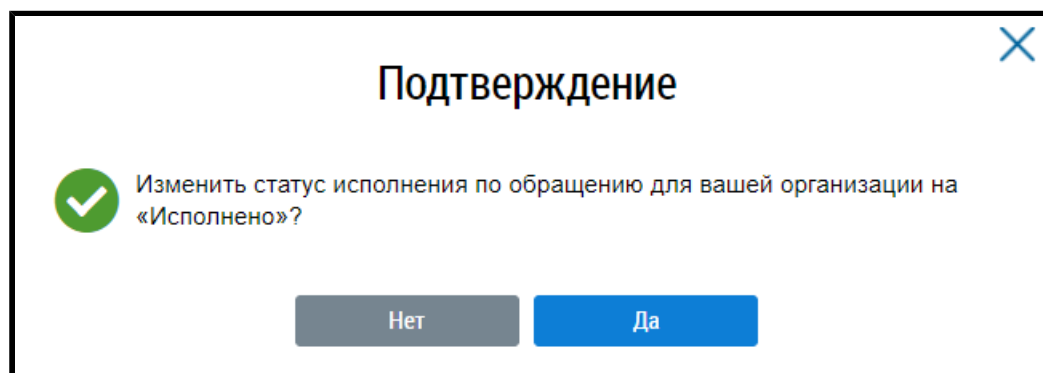 Подтверждение
Изменить статус исполнения по обращению для вашей организации на
«Исполнено»?
Нет
Да